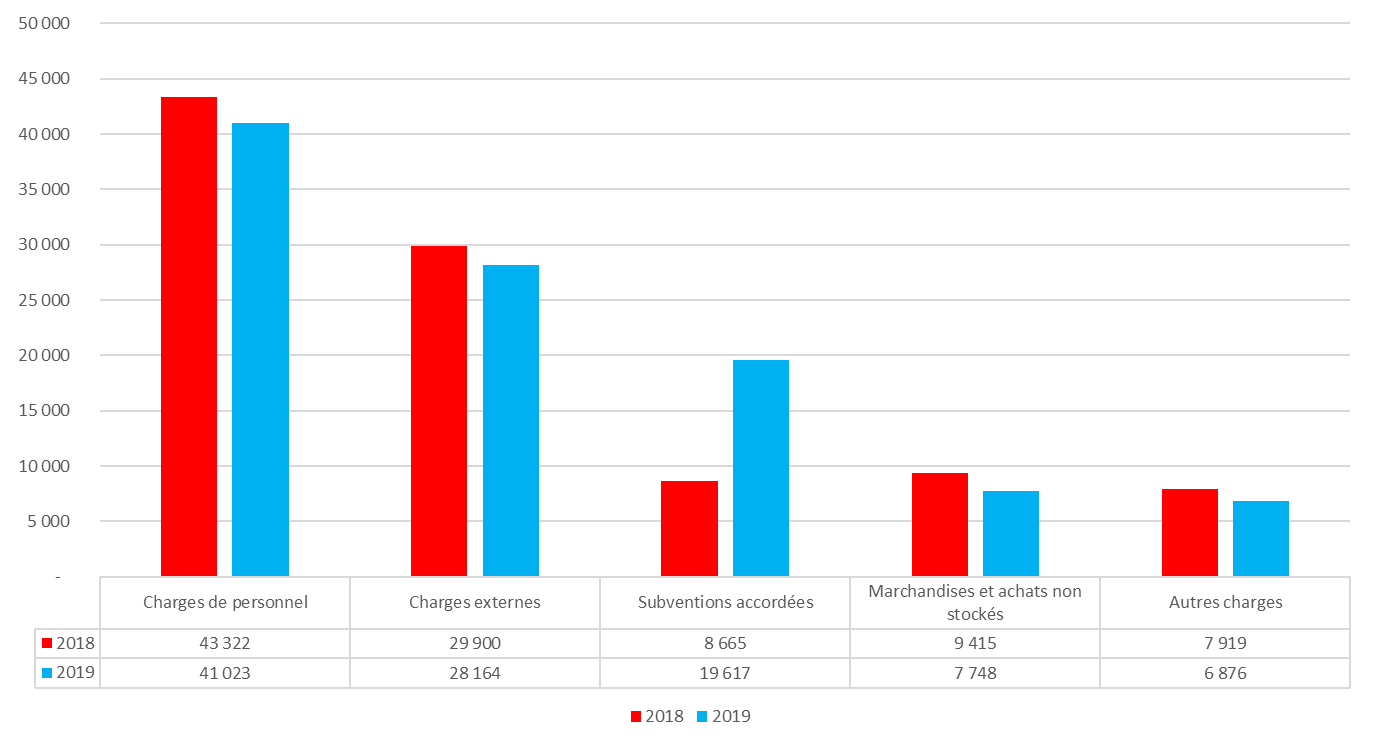 50 000
45 000
40 000
35 000
30 000
25 000
20 000
15 000
10 000
5 000
-
Charges de personnel
Charges externes
Subventions accordées
Marchandises et achats non
stockés
Autres charges
2018 43 322 29 900 8 665 9 415 7 919
2019 41 023 28 164 19 617 7 748 6 876
2018 2019